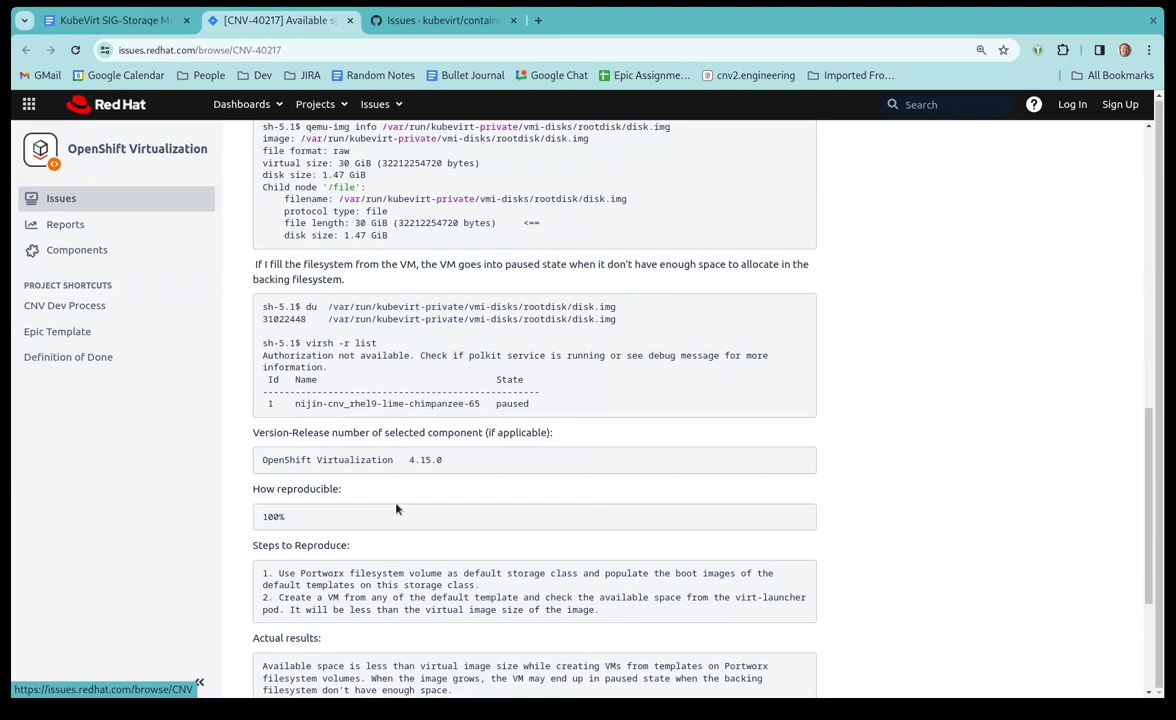 KubeVirt SIG-Storage M
[CNV-40217] Available s
Issues · kubevirt/contain
issues.redhat.com/browse/CNV-40217
GMail
Google Calendar
People
Dev
JIRA
Random Notes
Bullet Journal
Google Chat
Epic Assignme...
cnv2.engineering
Imported Fro...
All Bookmarks
Red Hat
Dashboards
Projects
Issues
Search
Log In
Sign Up
OpenShift Virtualization
Issues
Reports
Components
PROJECT SHORTCUTS
CNV Dev Process
Epic Template
Definition of Done
sh-5.1$ qemu-img info /var/run/kubevirt-private/vmi-disks/rootdisk/disk.img
image: /var/run/kubevirt-private/vmi-disks/rootdisk/disk.img
file format: raw
virtual size: 30 GiB (32212254720 bytes)
disk size: 1.47 GiB
Child node '/file':
filename: /var/run/kubevirt-private/vmi-disks/rootdisk/disk.img
protocol type: file
file length: 30 GiB (32212254720 bytes) <==
disk size: 1.47 GiB
If I fill the filesystem from the VM, the VM goes into paused state when it don't have enough space to allocate in the
backing filesystem.
sh-5.1$ du /var/run/kubevirt-private/vmi-disks/rootdisk/disk.img
31022448 /var/run/kubevirt-private/vmi-disks/rootdisk/disk.img
sh-5.1$ virsh -r list
Authorization not available. Check if polkit service is running or see debug message for more
information.
Id Name State
----------------------------------------------------
1 nijin-cnv_rhel9-lime-chimpanzee-65 paused
Version-Release number of selected component (if applicable):
OpenShift Virtualization 4.15.0
How reproducible:
100%
Steps to Reproduce:
1. Use Portworx filesystem volume as default storage class and populate the boot images of the
default templates on this storage class.
2. Create a VM from any of the default template and check the available space from the virt-launcher
pod. It will be less than the virtual image size of the image.
Actual results:
Available space is less than virtual image size while creating VMs from templates on Portworx
filesystem volumes. When the image grows, the VM may end up in paused state when the backing
filesystem don't have enough space.
https://issues.redhat.com/browse/CNV